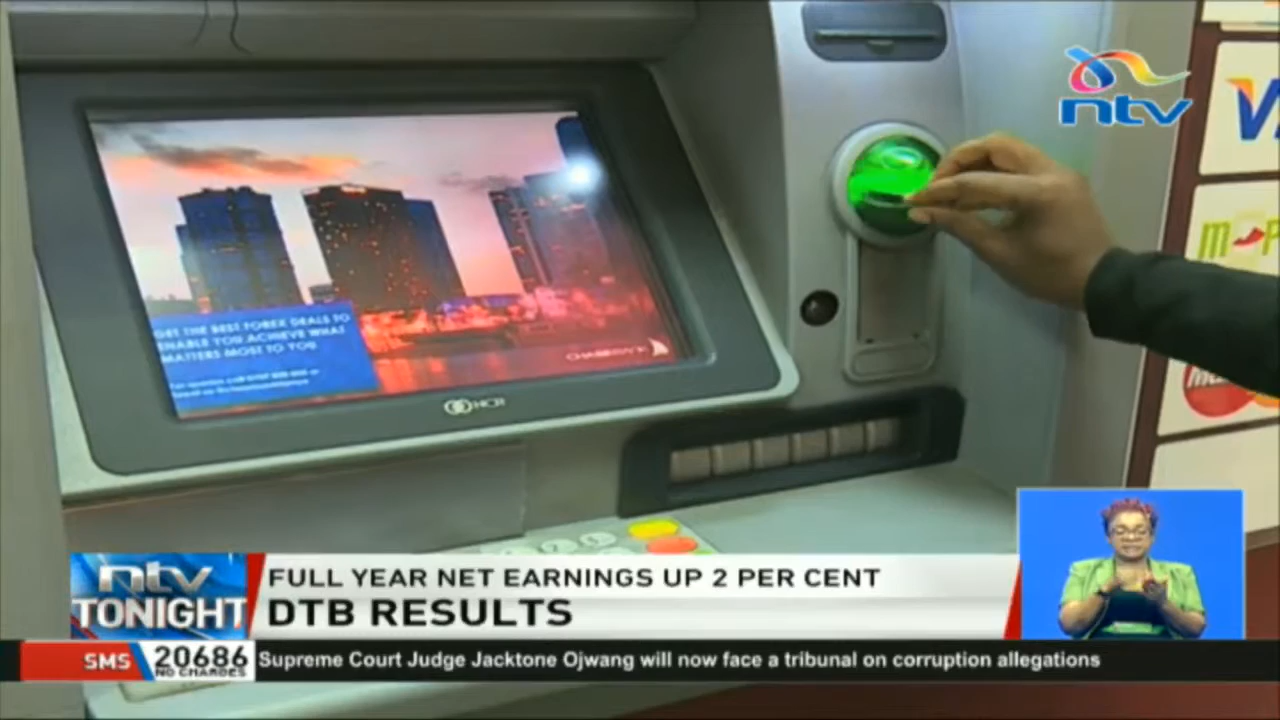 ntv
GET THE BEST FOREX DEALS TO
ENABLE YOU ACHIEVE WHAT
MATTERS MOST TO YOU
NCR
ntv
TONIGHT
FULL YEAR NET EARNINGS UP 2 PER CENT
DTB RESULTS
SMS 20686
NO CHARGES
Supreme Court Judge Jacktone Ojwang will now face a tribunal on corruption allegations